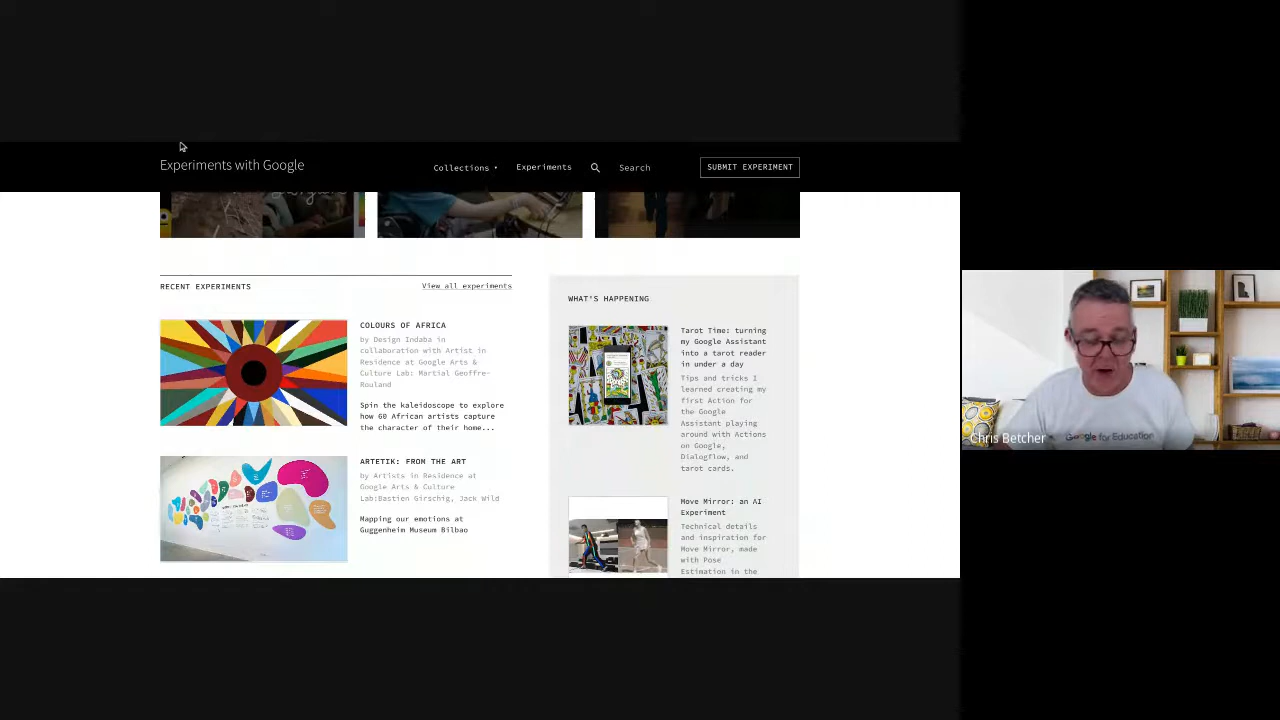 Experiments with Google
Collections
Experiments
Search
SUBMIT EXPERIMENT
RECENT EXPERIMENTS
View all experiments
COLOURS OF AFRICA
by Design Indaba in
collaboration with Artist in
Residence at Google Arts &
Culture Lab: Martial Geoffre-
Rouland
Spin the kaleidoscope to explore
how 60 African artists capture
the character of their home...
ARTETIK: FROM THE ART
by Artists in Residence at
Google Arts & Culture
Lab:Bastien Girschig, Jack Wild
Mapping our emotions at
Guggenheim Museum Bilbao
WHAT'S HAPPENING
Tarot Time: turning
my Google Assistant
into a tarot reader
in under a day
Tips and tricks I
learned creating my
first Action for
the Google
Assistant playing
around with Actions
on Google,
Dialogflow, and
tarot cards.
Move Mirror: an AI
Experiment
Technical details
and inspiration for
Move Mirror, made
with Pose
Estimation in the
Google for Education
Chris Betcher